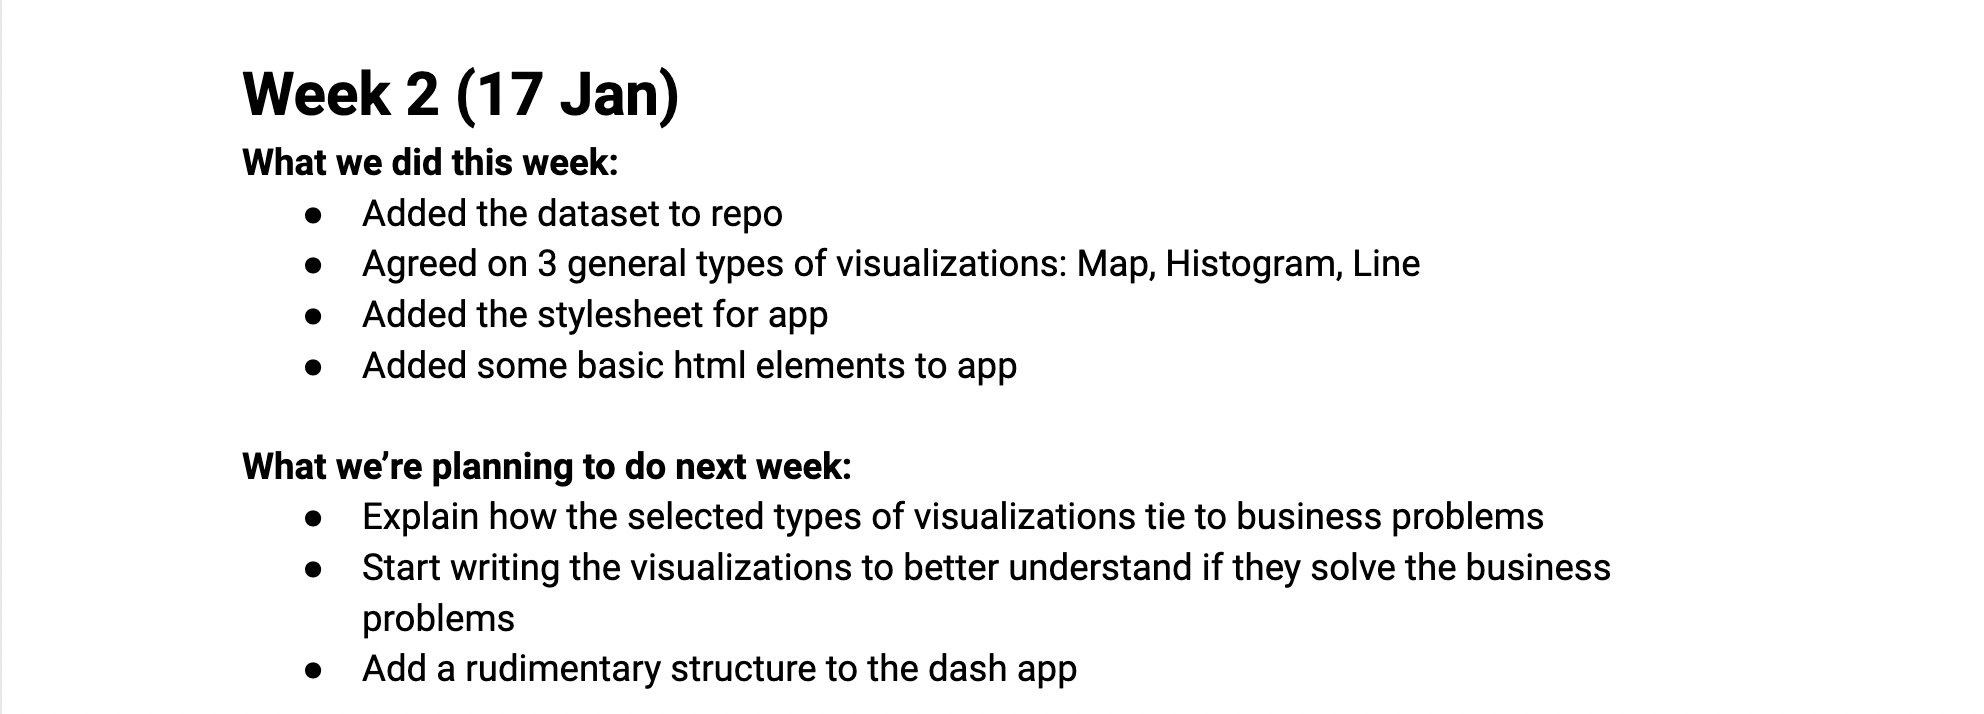 Week 2 (17 Jan)
What we did this week:
● Added the dataset to repo
● Agreed on 3 general types of visualizations: Map, Histogram, Line
● Added the stylesheet for app
● Added some basic html elements to app
What we’re planning to do next week:
● Explain how the selected types of visualizations tie to business problems
● Start writing the visualizations to better understand if they solve the business
problems
● Add a rudimentary structure to the dash app